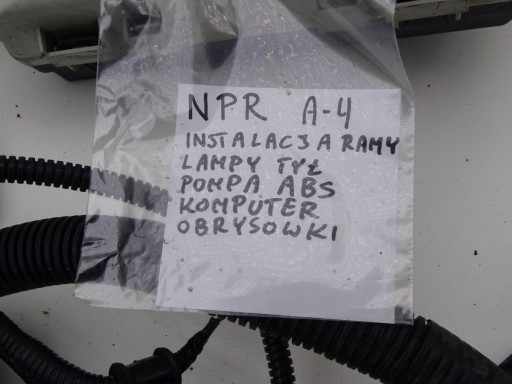 NPR A-4
INSTALACJA RAMY
LAMPY TYŁ
POMPA ABS
KOMPUTER
OBRYSOWKI